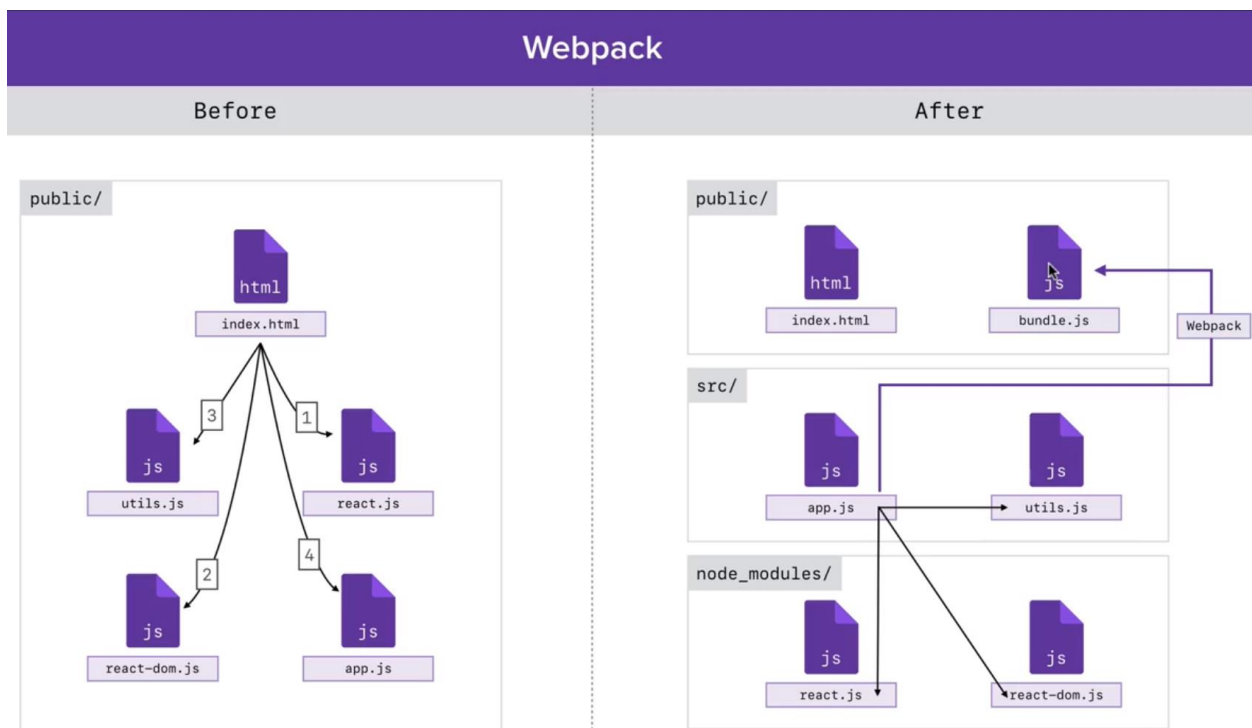 Webpack
Before
After
public/
html
index.html
3
1
js
utils.js
js
react.js
2
4
js
react-dom.js
js
app.js
public/
html
index.html
js
bundle.js
Webpack
src/
js
app.js
js
utils.js
node_modules/
js
react.js
js
react-dom.js